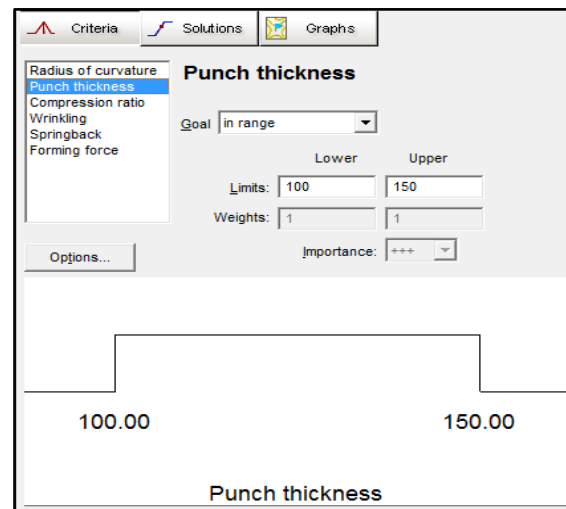 Criteria Solutions Graphs
Radius of curvature
Punch thickness
Compression ratio
Wrinkling
Springback
Forming force
Punch thickness
Goal in range
Lower Upper
Limits: 100 150
Weights: 1 1
Importance: +++
Options...
100.00 150.00
Punch thickness